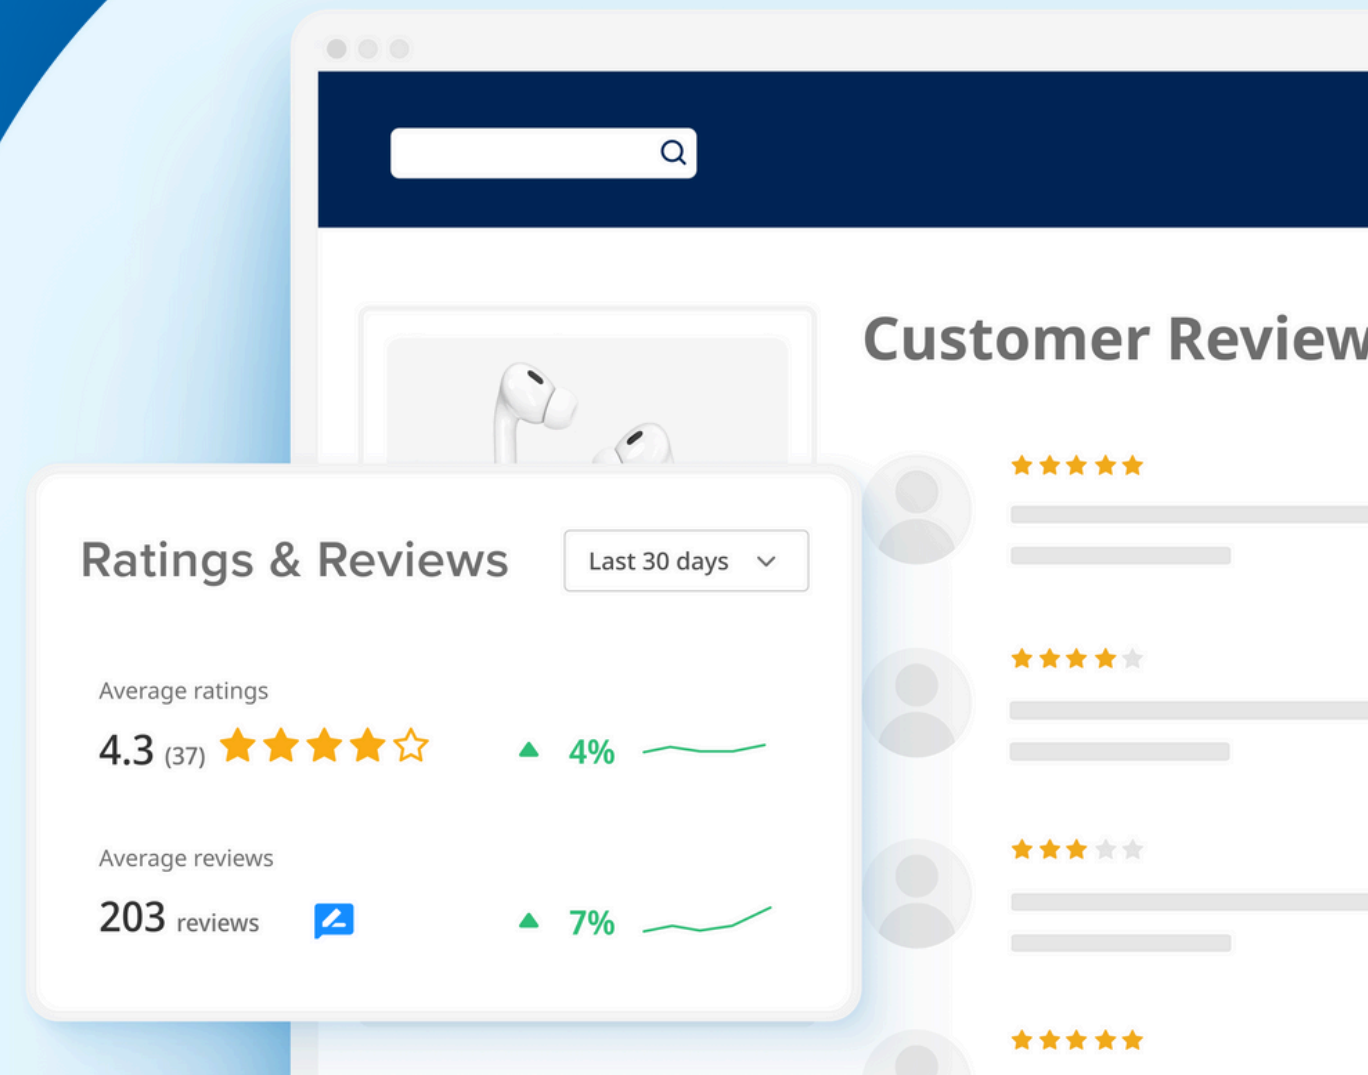 Customer Review
Ratings & Reviews
Last 30 days
Average ratings
4.3 (37)
4%
Average reviews
203 reviews
7%